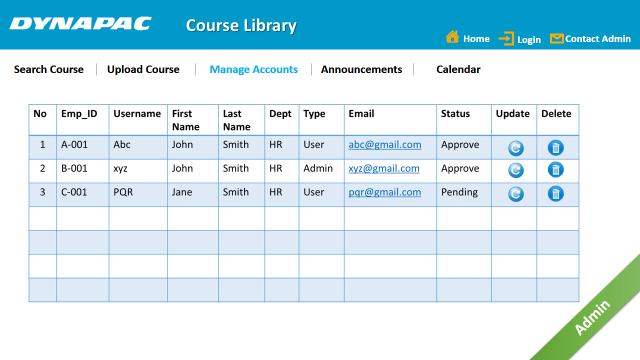 DYNAPAC Course Library
Home Login Contact Admin
Search Course Upload Course Manage Accounts Announcements Calendar
No Emp_ID Username First Name Last Name Dept Type Email Status Update Delete
1 A-001 Abc John Smith HR User abc@gmail.com Approve
2 B-001 xyz John Smith HR Admin xyz@gmail.com Approve
3 C-001 PQR Jane Smith HR User pqr@gmail.com Pending
Admin